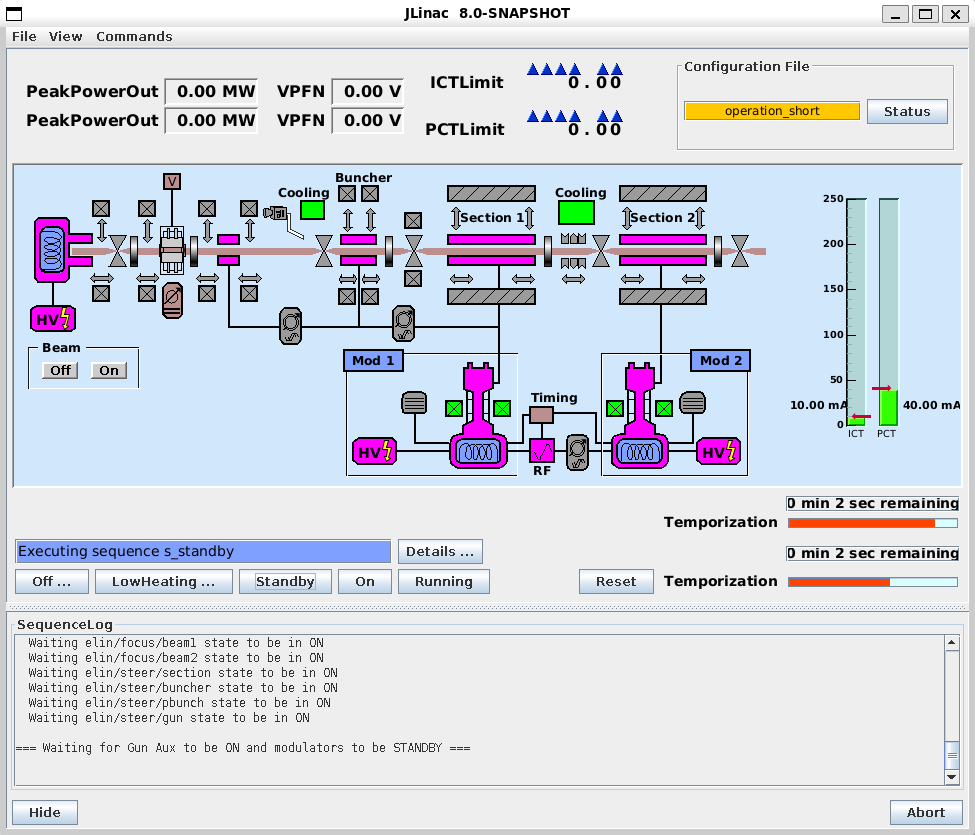 JLinac 8.0-SNAPSHOT
File View Commands
PeakPowerOut 0.00 MW VPFN 0.00 V
PeakPowerOut 0.00 MW VPFN 0.00 V
ICTLimit 0.00
PCTLimit 0.00
Configuration File
operation_short Status
V
Cooling
Buncher
Cooling
Section 1
Section 2
HV
Beam
Off On
Mod 1
Mod 2
Timing
HV
RF
HV
250
200
150
100
50
0
10.00 mA
40.00 mA
ICT PCT
0 min 2 sec remaining
Temporization
Executing sequence s_standby Details ...
0 min 2 sec remaining
Off ... LowHeating ... Standby On Running Reset Temporization
SequenceLog
Waiting elin/focus/beam1 state to be in ON
Waiting elin/focus/beam2 state to be in ON
Waiting elin/steer/section state to be in ON
Waiting elin/steer/buncher state to be in ON
Waiting elin/steer/pbunch state to be in ON
Waiting elin/steer/gun state to be in ON
=== Waiting for Gun Aux to be ON and modulators to be STANDBY ===
Hide Abort